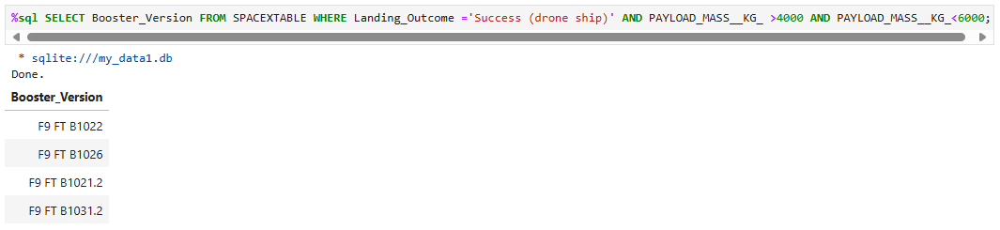 %sql SELECT Booster_Version FROM SPACEXTABLE WHERE Landing_Outcome ='Success (drone ship)' AND PAYLOAD_MASS__KG_ >4000 AND PAYLOAD_MASS__KG_<6000;
* sqlite:///my_data1.db
Done.
Booster_Version
F9 FT B1022
F9 FT B1026
F9 FT B1021.2
F9 FT B1031.2